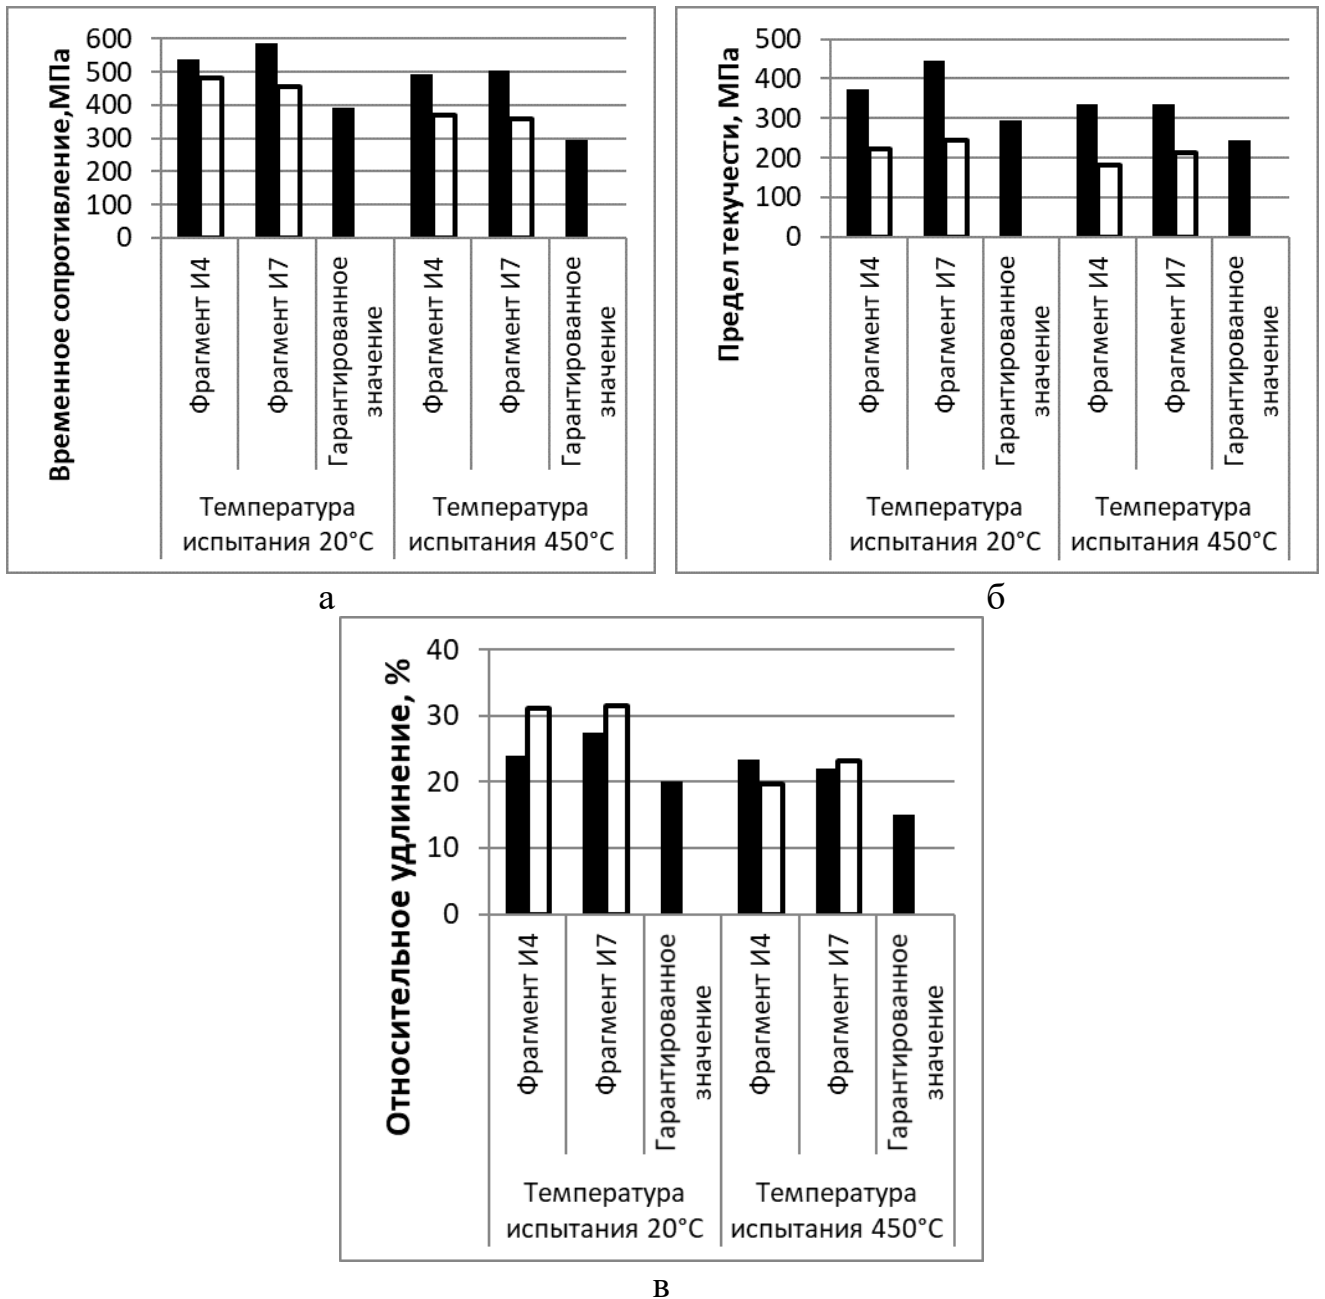 Временное сопротивление,МПа
600
500
400
300
200
100
0
Фрагмент И4
Фрагмент И7
Гарантированное
значение
Фрагмент И4
Фрагмент И7
Гарантированное
значение
Температура
испытания 20°С
Температура
испытания 450°С
а
Предел текучести, МПа
500
400
300
200
100
0
Фрагмент И4
Фрагмент И7
Гарантированное
значение
Фрагмент И4
Фрагмент И7
Гарантированное
значение
Температура
испытания 20°С
Температура
испытания 450°С
б
Относительное удлинение, %
40
30
20
10
0
Фрагмент И4
Фрагмент И7
Гарантированное
значение
Фрагмент И4
Фрагмент И7
Гарантированное
значение
Температура
испытания 20°С
Температура
испытания 450°С
в